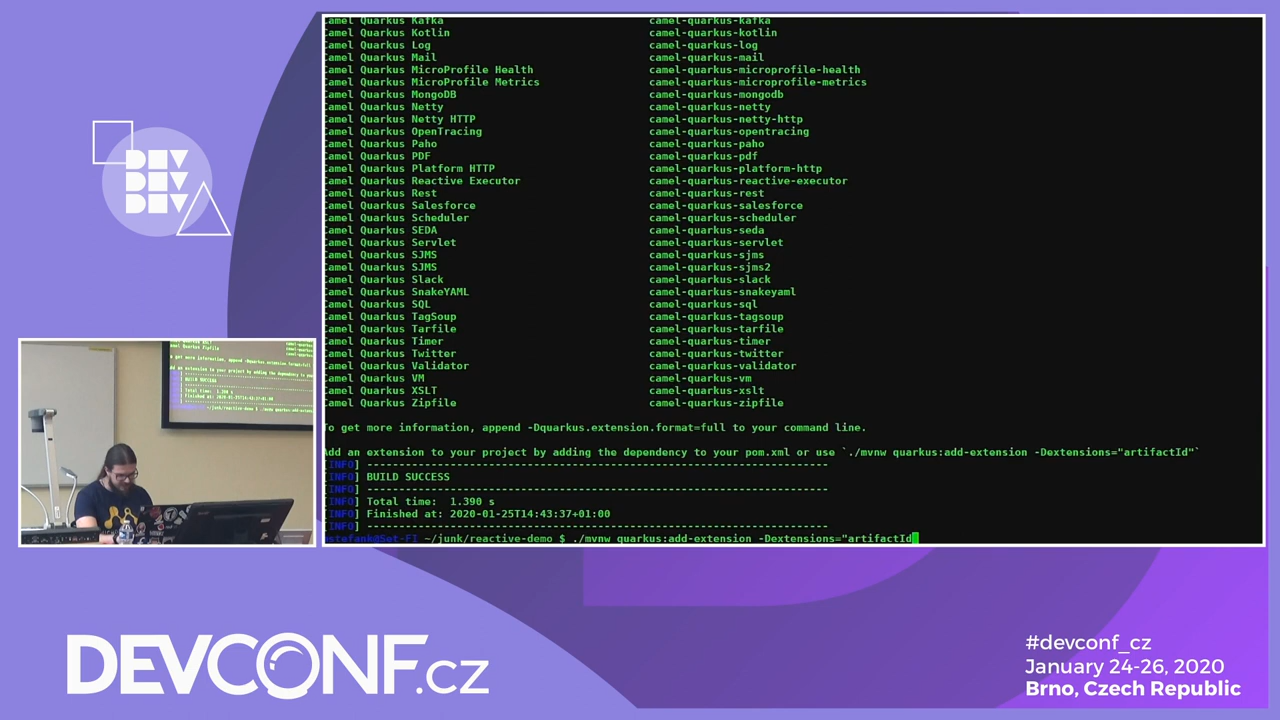 DEV
DEV
DEV
Camel Quarkus Kafka camel-quarkus-kafka
Camel Quarkus Kotlin camel-quarkus-kotlin
Camel Quarkus Log camel-quarkus-log
Camel Quarkus Mail camel-quarkus-mail
Camel Quarkus MicroProfile Health camel-quarkus-microprofile-health
Camel Quarkus MicroProfile Metrics camel-quarkus-microprofile-metrics
Camel Quarkus MongoDB camel-quarkus-mongodb
Camel Quarkus Netty camel-quarkus-netty
Camel Quarkus Netty HTTP camel-quarkus-netty-http
Camel Quarkus OpenTracing camel-quarkus-opentracing
Camel Quarkus Paho camel-quarkus-paho
Camel Quarkus PDF camel-quarkus-pdf
Camel Quarkus Platform HTTP camel-quarkus-platform-http
Camel Quarkus Reactive Executor camel-quarkus-reactive-executor
Camel Quarkus Rest camel-quarkus-rest
Camel Quarkus Salesforce camel-quarkus-salesforce
Camel Quarkus Scheduler camel-quarkus-scheduler
Camel Quarkus SEDA camel-quarkus-seda
Camel Quarkus Servlet camel-quarkus-servlet
Camel Quarkus SJMS camel-quarkus-sjms
Camel Quarkus SJMS camel-quarkus-sjms2
Camel Quarkus Slack camel-quarkus-slack
Camel Quarkus SnakeYAML camel-quarkus-snakeyaml
Camel Quarkus SQL camel-quarkus-sql
Camel Quarkus TagSoup camel-quarkus-tagsoup
Camel Quarkus Tarfile camel-quarkus-tarfile
Camel Quarkus Timer camel-quarkus-timer
Camel Quarkus Twitter camel-quarkus-twitter
Camel Quarkus Validator camel-quarkus-validator
Camel Quarkus VM camel-quarkus-vm
Camel Quarkus XSLT camel-quarkus-xslt
Camel Quarkus Zipfile camel-quarkus-zipfile
To get more information, append -Dquarkus.extension.format=full to your command line.
Add an extension to your project by adding the dependency to your pom.xml or use `./mvnw quarkus:add-extension -Dextensions="artifactId"`
[INFO] ------------------------------------------------------------------------
[INFO] BUILD SUCCESS
[INFO] ------------------------------------------------------------------------
[INFO] Total time:  1.390 s
[INFO] Finished at: 2020-01-25T14:43:37+01:00
[INFO] ------------------------------------------------------------------------
xstefank@Set-FI ~/junk/reactive-demo $ ./mvnw quarkus:add-extension -Dextensions="artifactId
DEVCONF.cz
#devconf_cz
January 24-26, 2020
Brno, Czech Republic